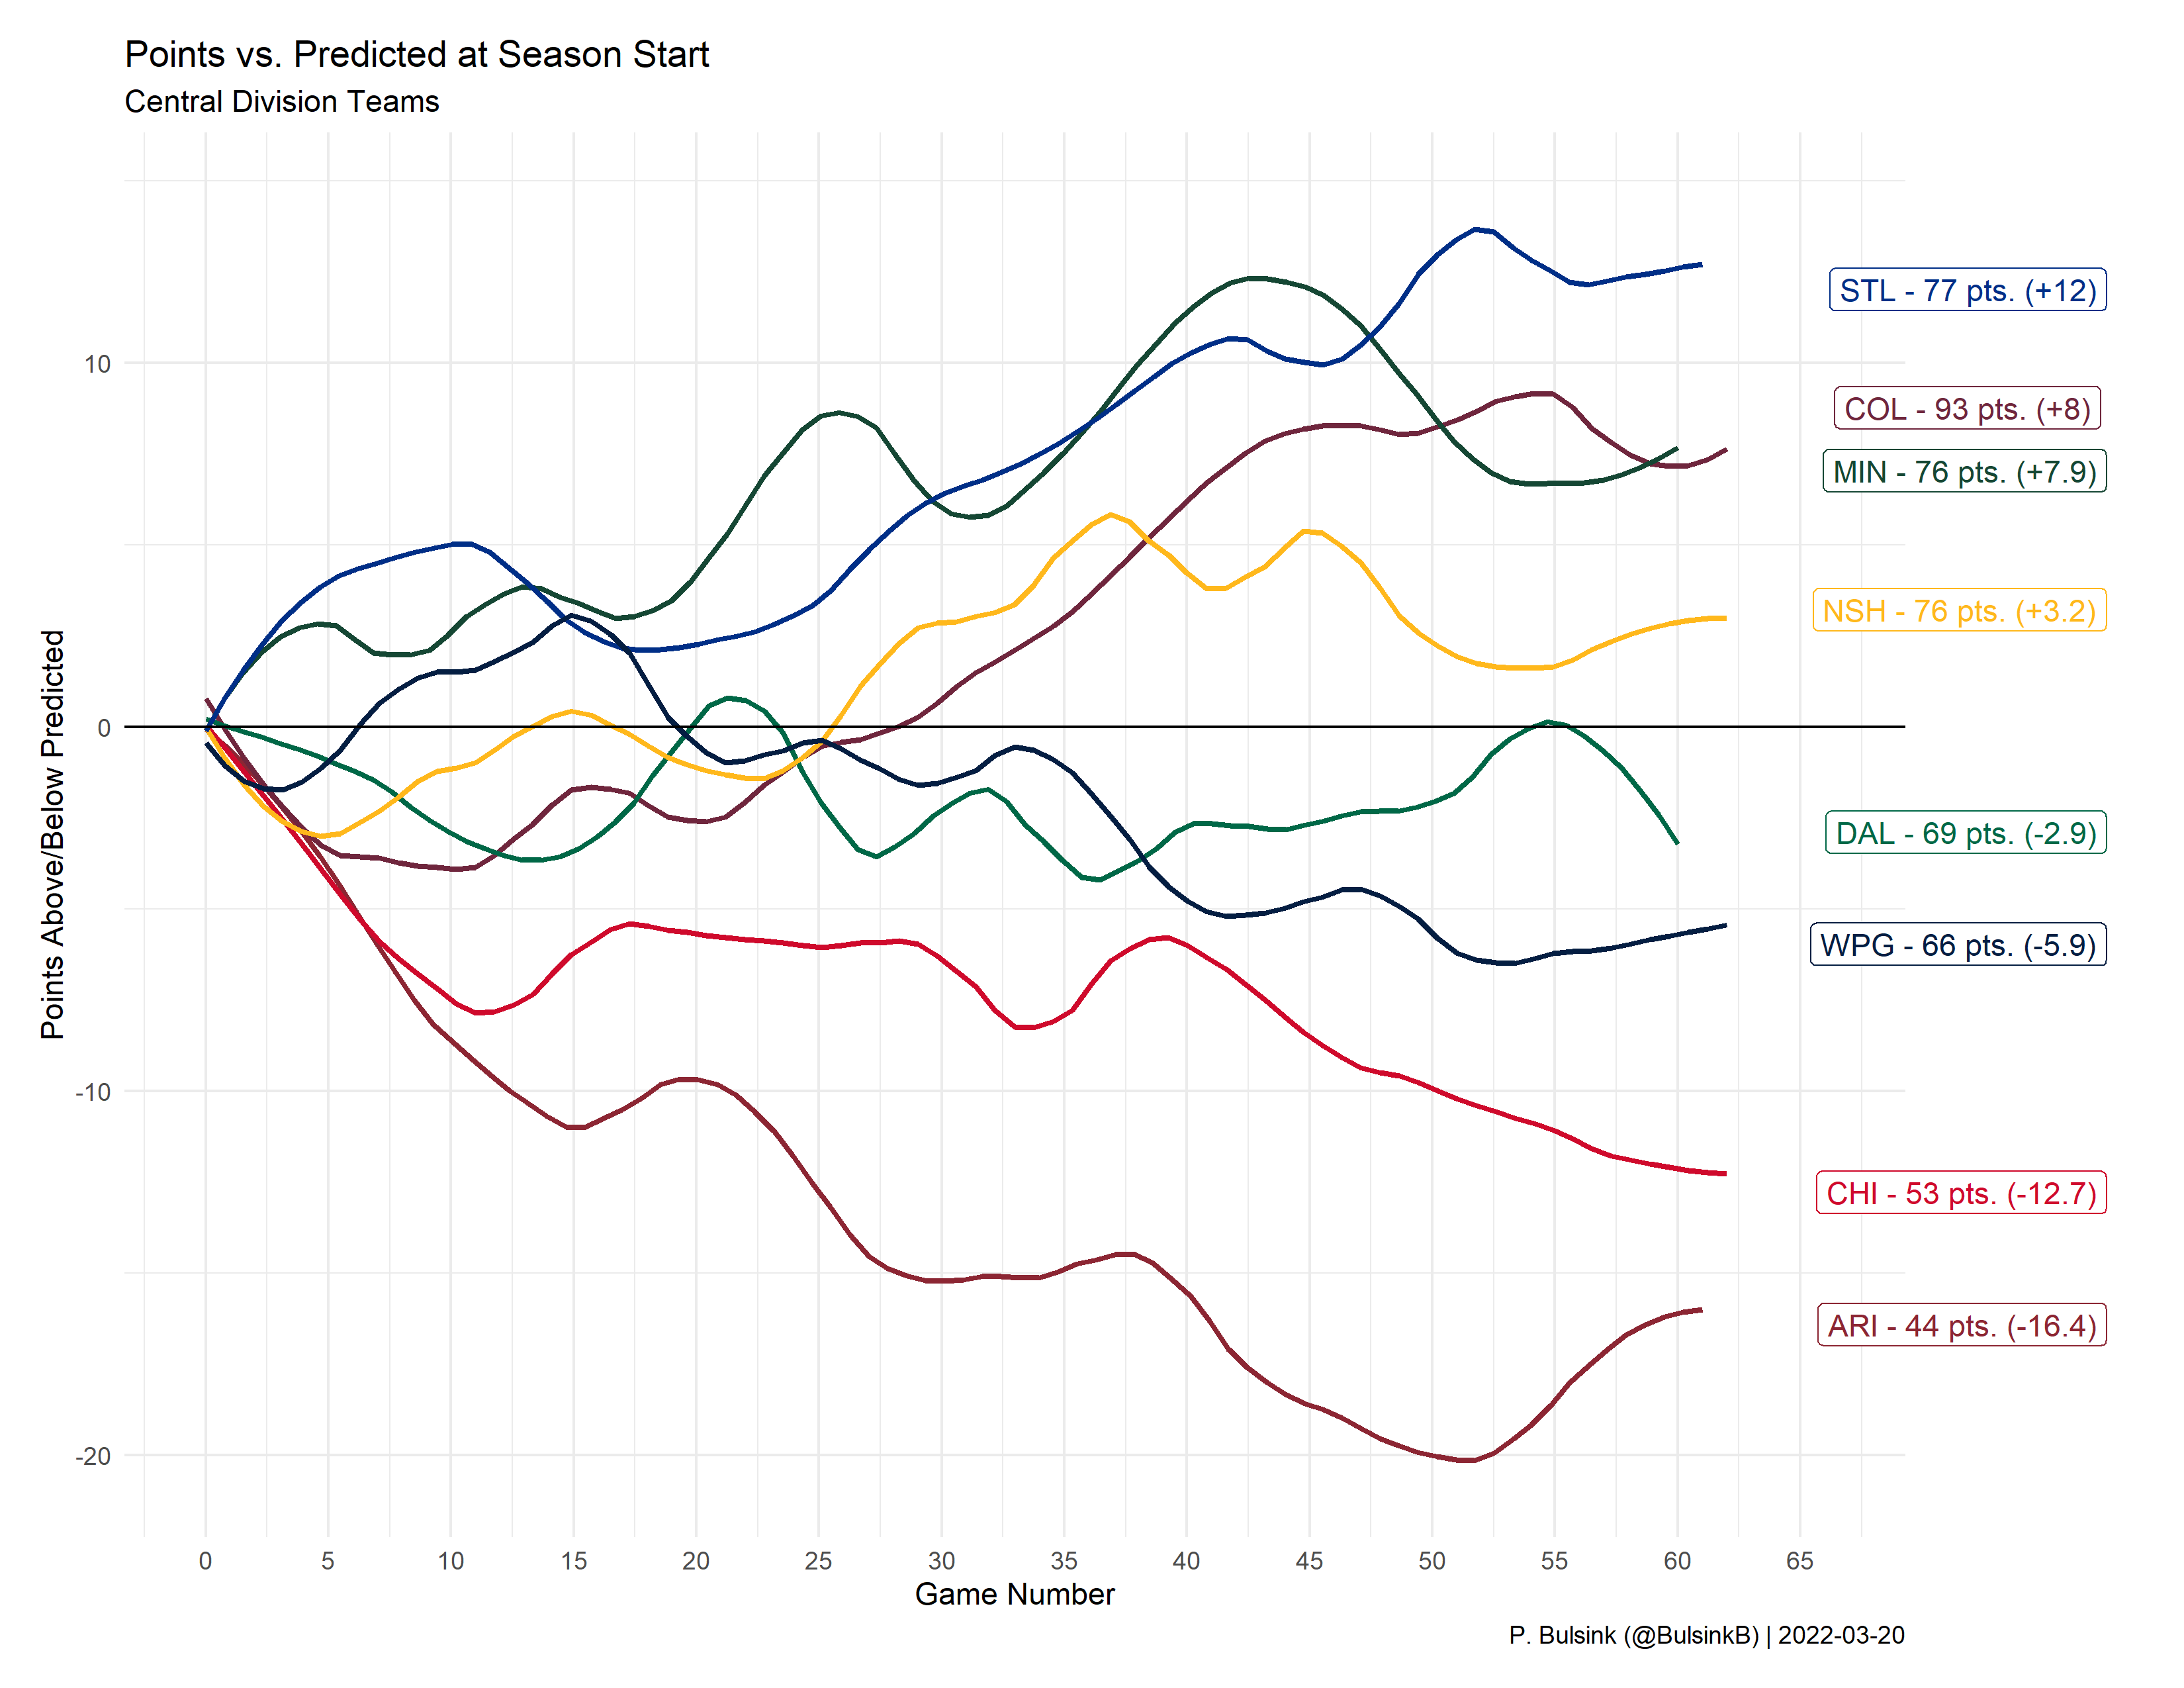 Points vs. Predicted at Season Start
Central Division Teams
Points Above/Below Predicted
10
0
-10
-20
STL - 77 pts. (+12)
COL - 93 pts. (+8)
MIN - 76 pts. (+7.9)
NSH - 76 pts. (+3.2)
DAL - 69 pts. (-2.9)
WPG - 66 pts. (-5.9)
CHI - 53 pts. (-12.7)
ARI - 44 pts. (-16.4)
0 5 10 15 20 25 30 35 40 45 50 55 60 65
Game Number
P. Bulsink (@BulsinkB) | 2022-03-20